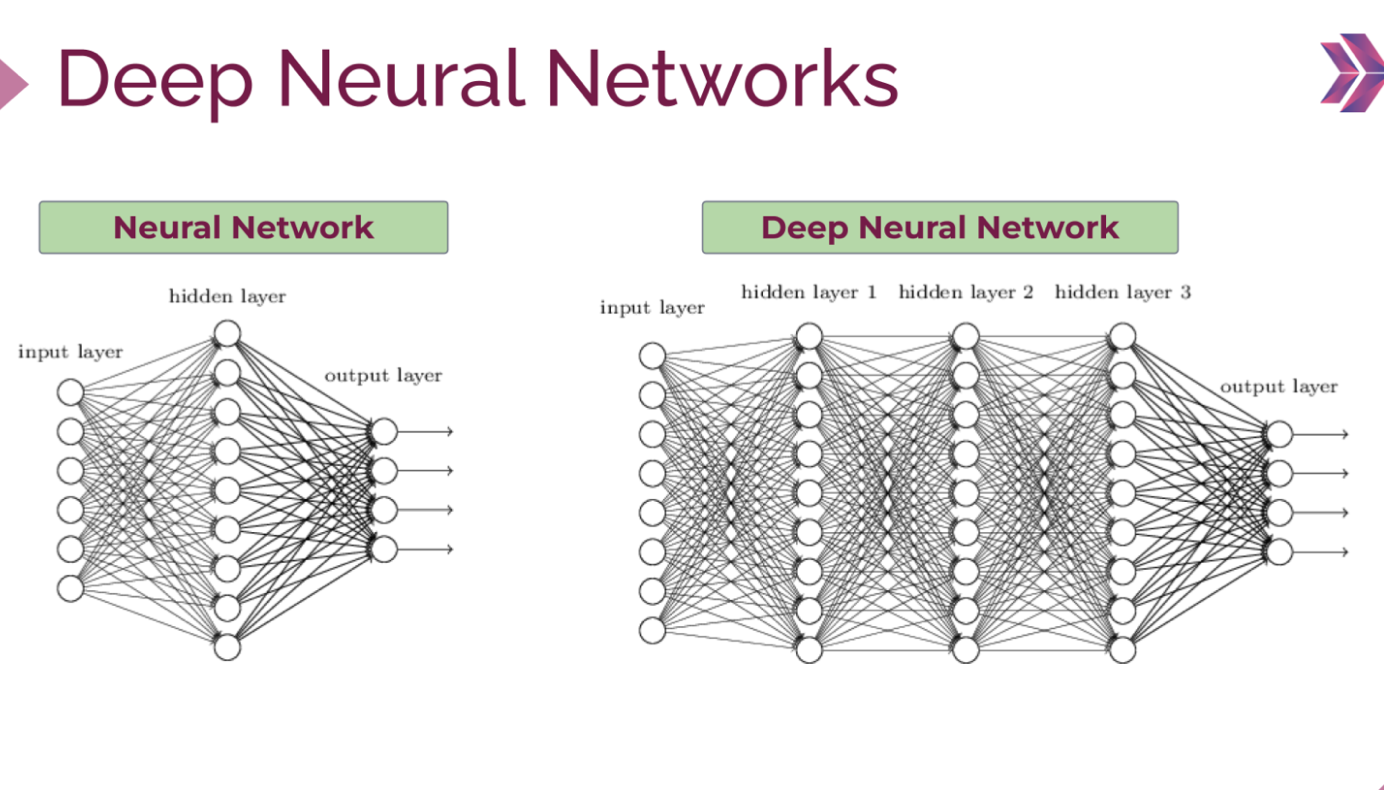 Deep Neural Networks
Neural Network
hidden layer
input layer
output layer
Deep Neural Network
hidden layer 1
hidden layer 2
hidden layer 3
input layer
output layer